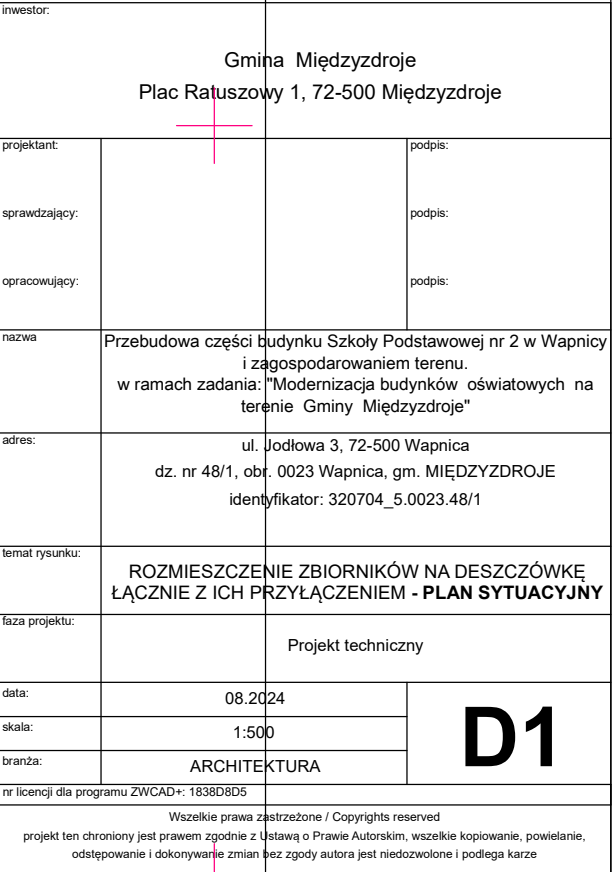 inwestor:
Gmina Międzyzdroje
Plac Ratuszowy 1, 72-500 Międzyzdroje
projektant:
podpis:
sprawdzający:
podpis:
opracowujący:
podpis:
nazwa
Przebudowa części budynku Szkoły Podstawowej nr 2 w Wapnicy
i zagospodarowaniem terenu.
w ramach zadania: "Modernizacja budynków oświatowych na
terenie Gminy Międzyzdroje"
adres:
ul. Jodłowa 3, 72-500 Wapnica
dz. nr 48/1, obr. 0023 Wapnica, gm. MIĘDZYZDROJE
identyfikator: 320704_5.0023.48/1
temat rysunku:
ROZMIESZCZENIE ZBIORNIKÓW NA DESZCZÓWKĘ
ŁĄCZNIE Z ICH PRZYŁĄCZENIEM - PLAN SYTUACYJNY
faza projektu:
Projekt techniczny
data:
08.2024
skala:
1:500
branża:
ARCHITEKTURA
D1
nr licencji dla programu ZWCAD+: 1838D8D5
Wszelkie prawa zastrzeżone / Copyrights reserved
projekt ten chroniony jest prawem zgodnie z Ustawą o Prawie Autorskim, wszelkie kopiowanie, powielanie,
odstępowanie i dokonywanie zmian bez zgody autora jest niedozwolone i podlega karze